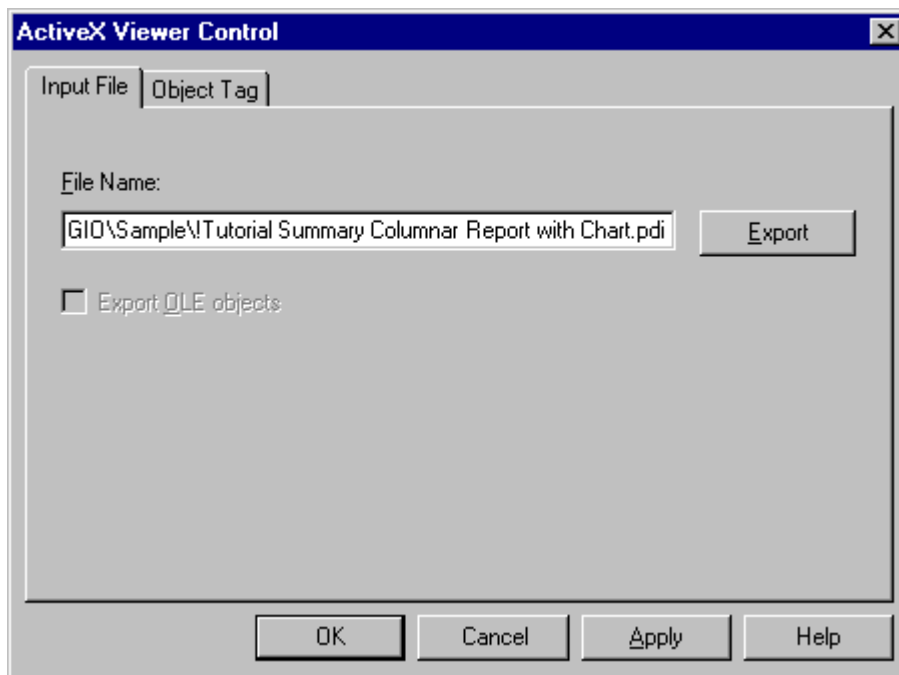 ActiveX Viewer Control
Input File Object Tag
File Name:
GIO\Sample\!Tutorial Summary Columnar Report with Chart.pdi Export
Export OLE objects
OK Cancel Apply Help